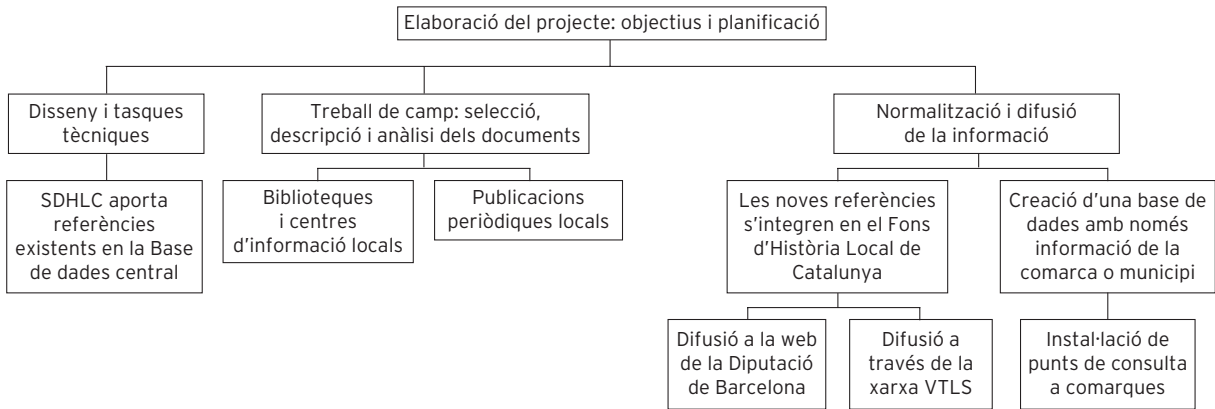 Elaboració del projecte: objectius i planificació
Disseny i tasques
tècniques
Treball de camp: selecció,
descripció i anàlisi dels documents
Normalització i difusió
de la informació
SDHLC aporta
referències
existents en la Base
de dades central
Biblioteques
i centres
d'informació locals
Publicacions
periòdiques locals
Les noves referències
s'integren en el Fons
d'Història Local de
Catalunya
Creació d'una base de
dades amb només
informació de la
comarca o municipi
Difusió a la web
de la Diputació
de Barcelona
Difusió a
través de la
xarxa VTLS
Instal·lació de
punts de consulta
a comarques